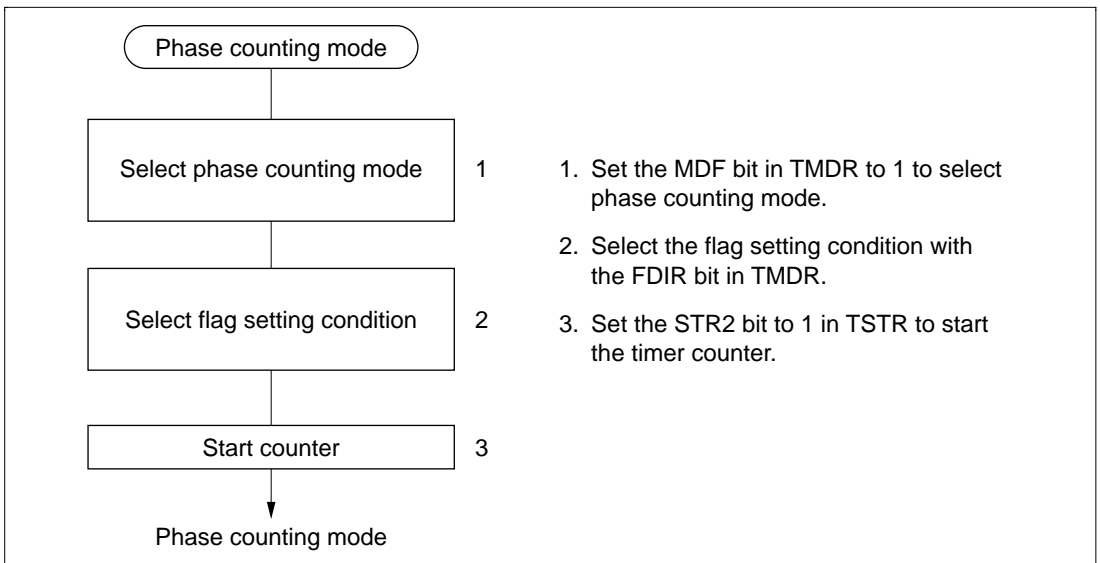 Phase counting mode
Select phase counting mode
1
1. Set the MDF bit in TMDR to 1 to select
phase counting mode.
Select flag setting condition
2
2. Select the flag setting condition with
the FDIR bit in TMDR.
3. Set the STR2 bit to 1 in TSTR to start
the timer counter.
Start counter
3
Phase counting mode